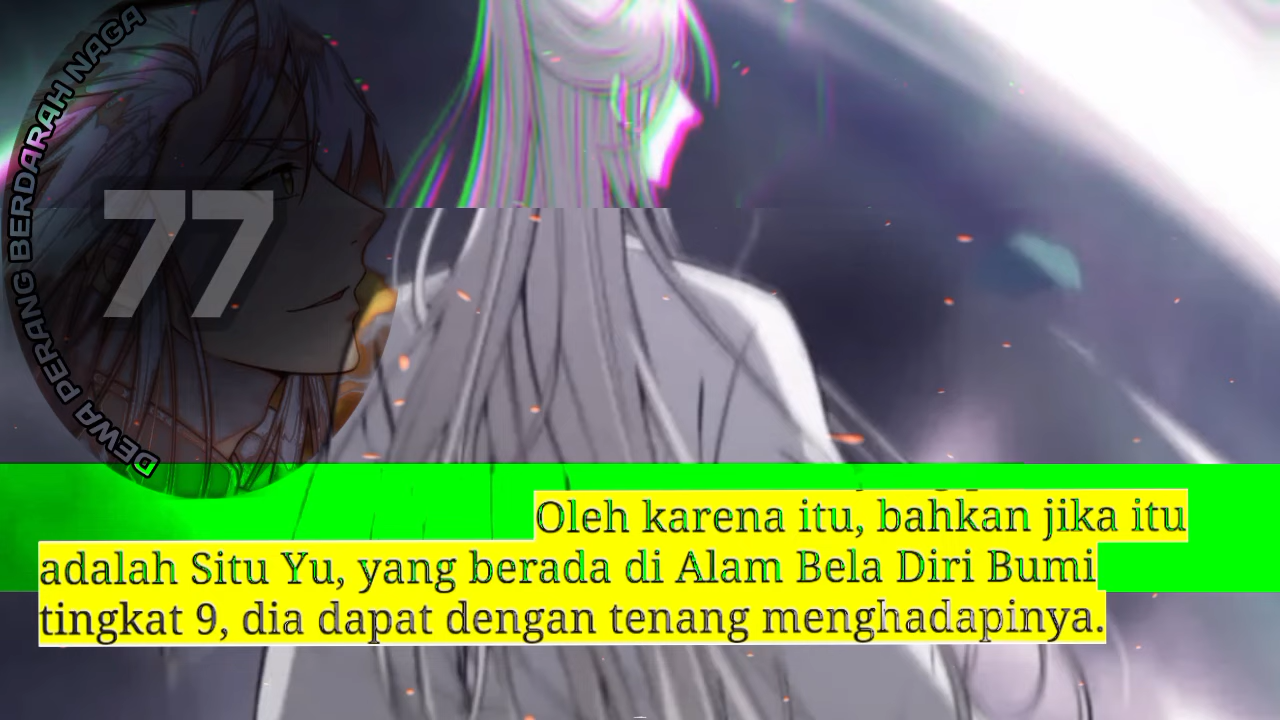 DEWA PERANG BERDARAH NAGA
77
Oleh karena itu, bahkan jika itu
adalah Situ Yu, yang berada di Alam Bela Diri Bumi
tingkat 9, dia dapat dengan tenang menghadapinya.